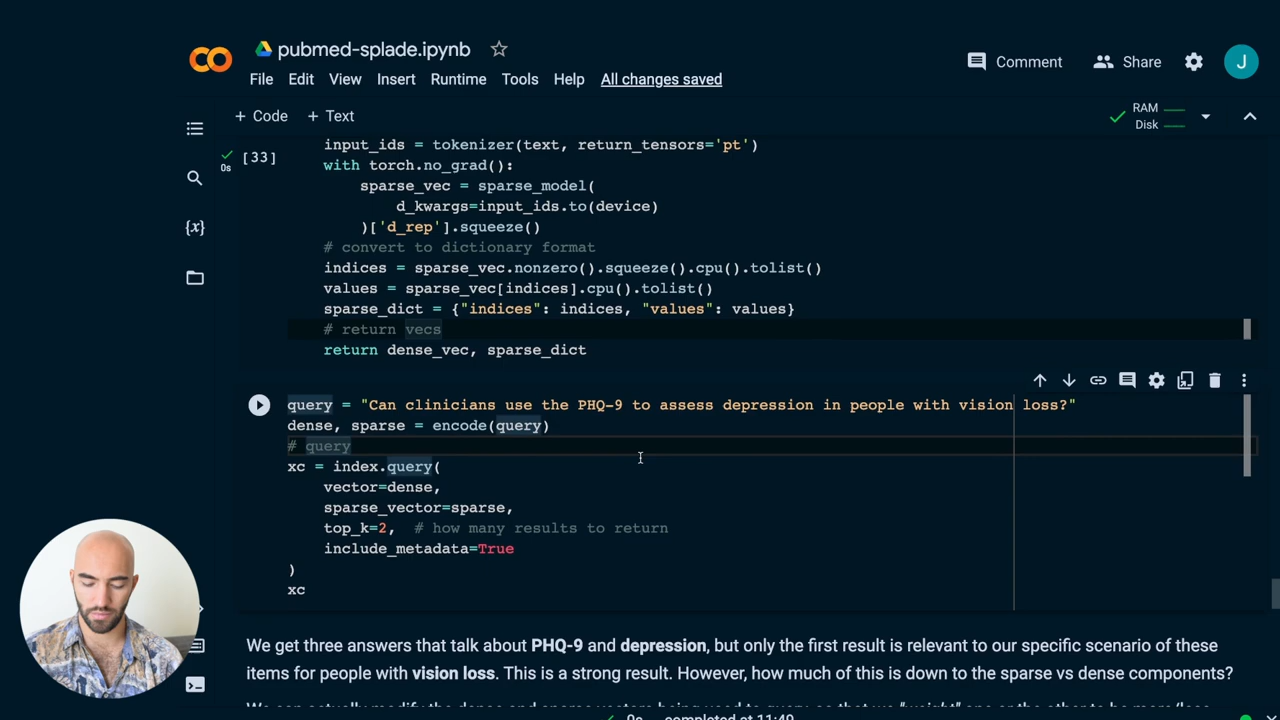 pubmed-splade.ipynb
File Edit View Insert Runtime Tools Help All changes saved
Comment Share J
+ Code + Text
RAM
Disk
0s
[33]
input_ids = tokenizer(text, return_tensors='pt')
with torch.no_grad():
sparse_vec = sparse_model(
d_kwargs=input_ids.to(device)
)['d_rep'].squeeze()
# convert to dictionary format
indices = sparse_vec.nonzero().squeeze().cpu().tolist()
values = sparse_vec[indices].cpu().tolist()
sparse_dict = {"indices": indices, "values": values}
# return vecs
return dense_vec, sparse_dict
query = "Can clinicians use the PHQ-9 to assess depression in people with vision loss?"
dense, sparse = encode(query)
# query
xc = index.query(
vector=dense,
sparse_vector=sparse,
top_k=2,  # how many results to return
include_metadata=True
)
xc
We get three answers that talk about PHQ-9 and depression, but only the first result is relevant to our specific scenario of these
items for people with vision loss. This is a strong result. However, how much of this is down to the sparse vs dense components?
0s completed at 11:49